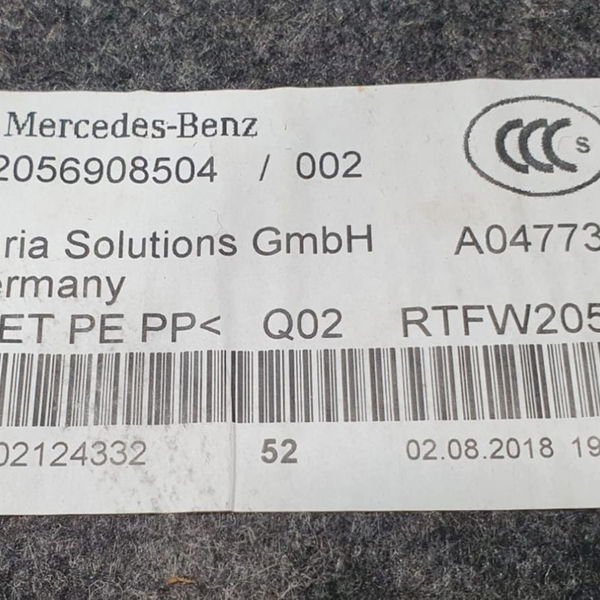 Mercedes-Benz
2056908504 / 002
CCC S
ria Solutions GmbH A04773
ermany
ET PE PP< Q02 RTFW205
02124332 52 02.08.2018 19